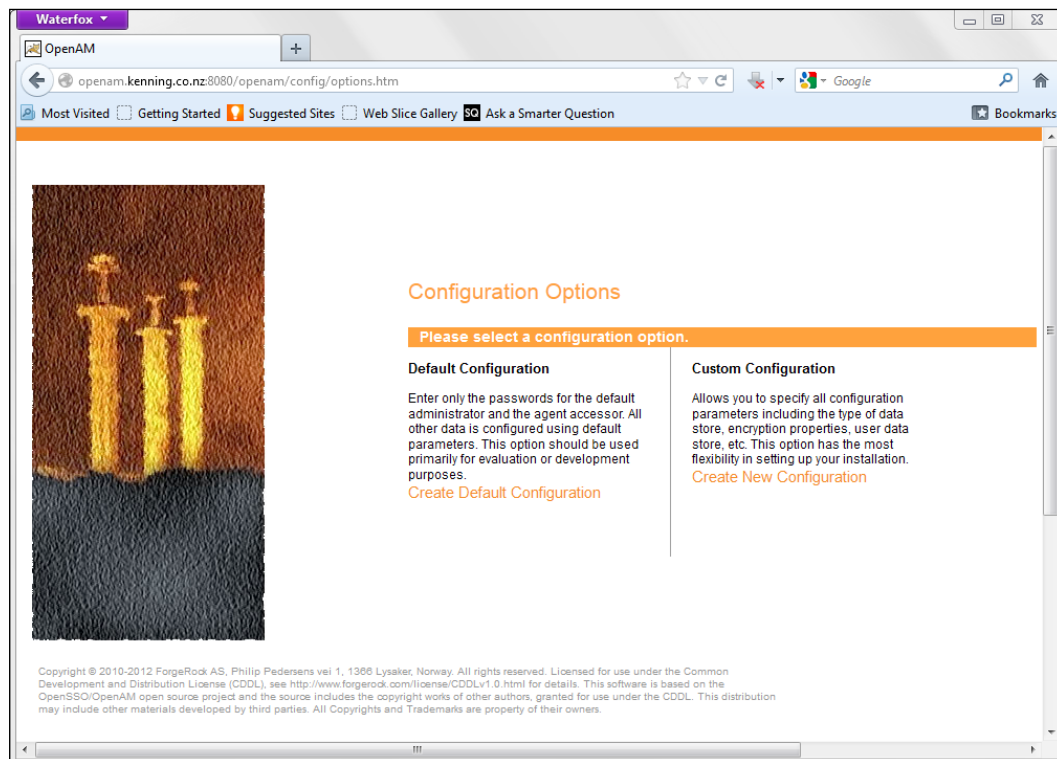 Waterfox
OpenAM
openam.kenning.co.nz:8080/openam/config/options.htm
Google
Most Visited Getting Started Suggested Sites Web Slice Gallery SQ Ask a Smarter Question Bookmarks
Configuration Options
Please select a configuration option.
Default Configuration
Enter only the passwords for the default
administrator and the agent accessor. All
other data is configured using default
parameters. This option should be used
primarily for evaluation or development
purposes.
Create Default Configuration
Custom Configuration
Allows you to specify all configuration
parameters including the type of data
store, encryption properties, user data
store, etc. This option has the most
flexibility in setting up your installation.
Create New Configuration
Copyright © 2010-2012 ForgeRock AS, Philip Pedersens vei 1, 1366 Lysaker, Norway. All rights reserved. Licensed for use under the Common
Development and Distribution License (CDDL), see http://www.forgerock.com/license/CDDLv1.0.html for details. This software is based on the
OpenSSO/OpenAM open source project and the source includes the copyright works of other authors, granted for use under the CDDL. This distribution
may include other materials developed by third parties. All Copyrights and Trademarks are property of their owners.